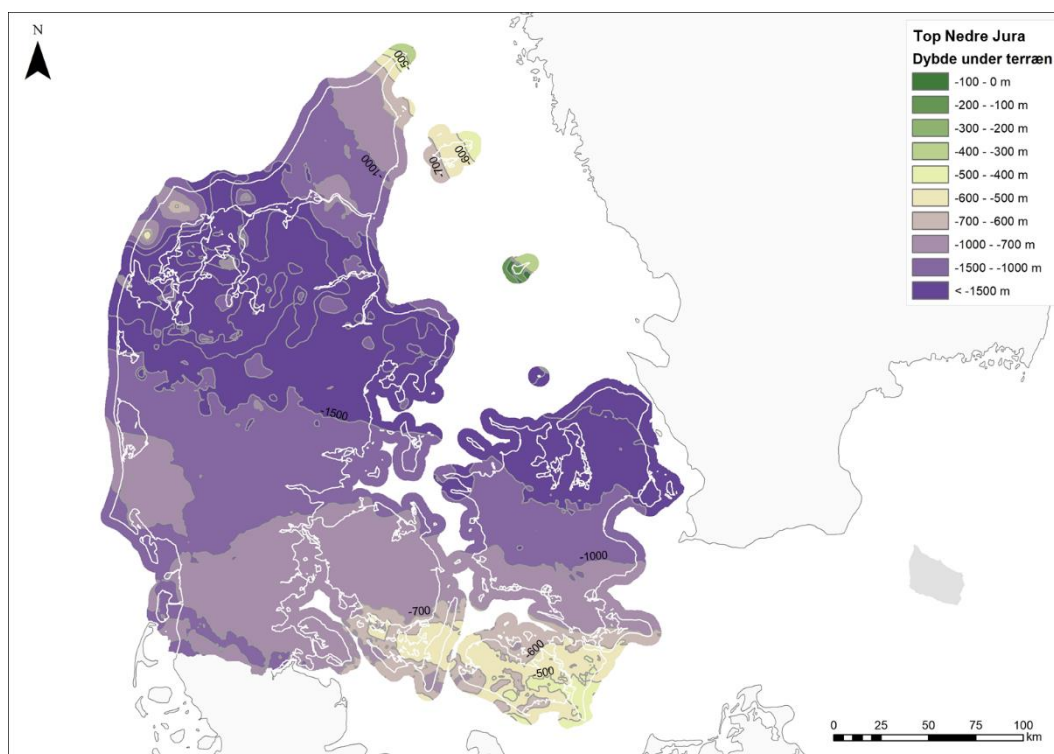 N
Top Nedre Jura
Dybde under terræn
-100 - 0 m
-200 - -100 m
-300 - -200 m
-400 - -300 m
-500 - -400 m
-600 - -500 m
-700 - -600 m
-1000 - -700 m
-1500 - -1000 m
< -1500 m
-500
-600
-700
-1000
-1500
-1000
-700
-600
-500
0 12.5 25 50 75 100
km